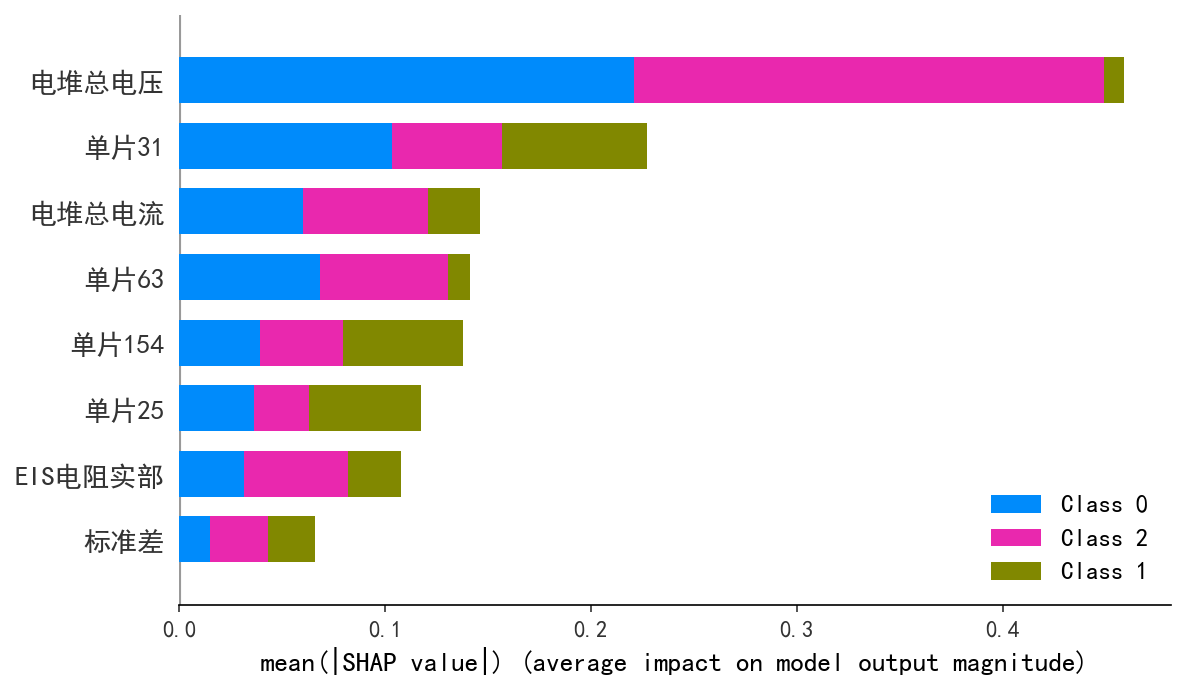 电堆总电压
单片31
电堆总电流
单片63
单片154
单片25
EIS电阻实部
标准差
Class 0
Class 2
Class 1
0.0 0.1 0.2 0.3 0.4
mean(|SHAP value|) (average impact on model output magnitude)